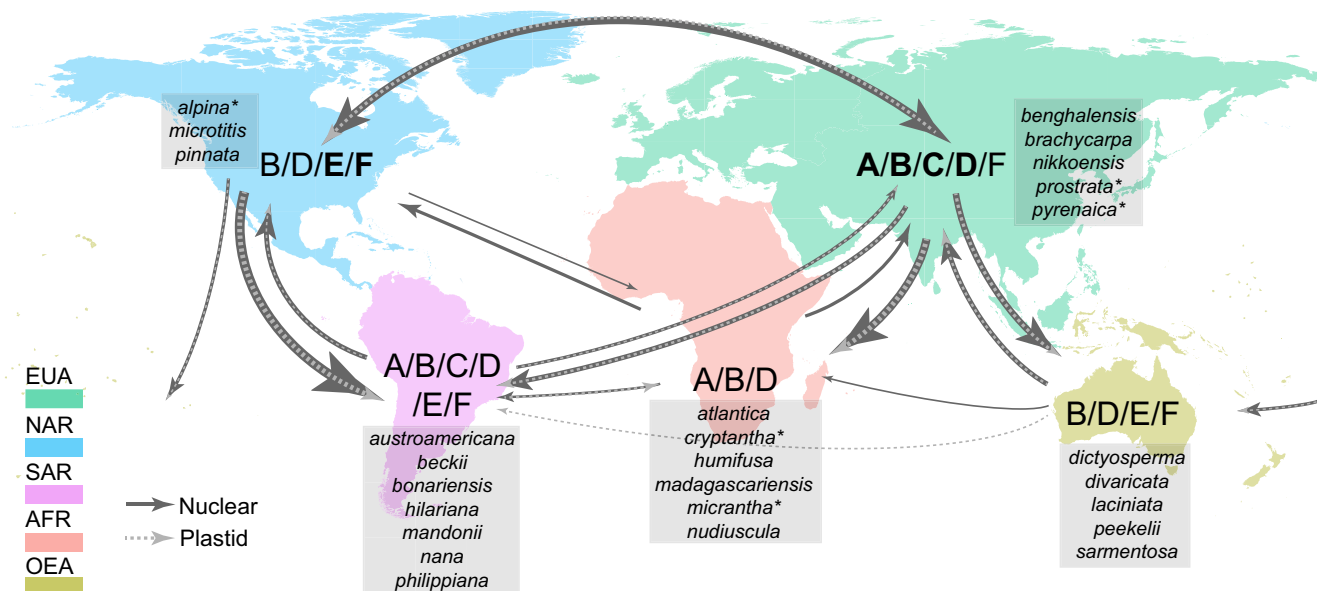 alpina*
microtitis
pinnata
B/D/E/F
A/B/C/D/F
benghalensis
brachycarpa
nikkoensis
prostrata*
pyrenaica*
A/B/C/D
/E/F
austroamericana
beckii
bonariensis
hilariana
mandonii
nana
philippiana
A/B/D
atlantica
cryptantha*
humifusa
madagascariensis
micrantha*
nudiuscula
B/D/E/F
dictyosperma
divaricata
laciniata
peekelii
sarmentosa
EUA
NAR
SAR
AFR
OEA
Nuclear
Plastid